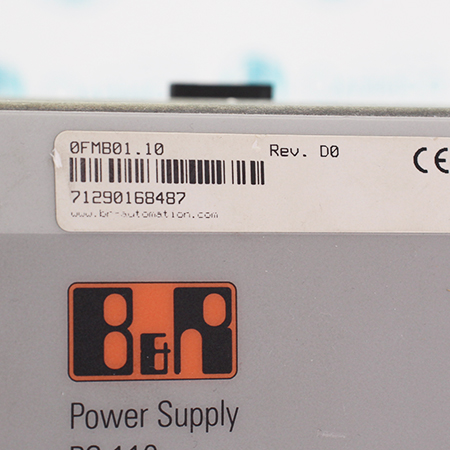 0FMB01.10 Rev. D0 CE
71290168487
www.br-automation.com
B&R
Power Supply